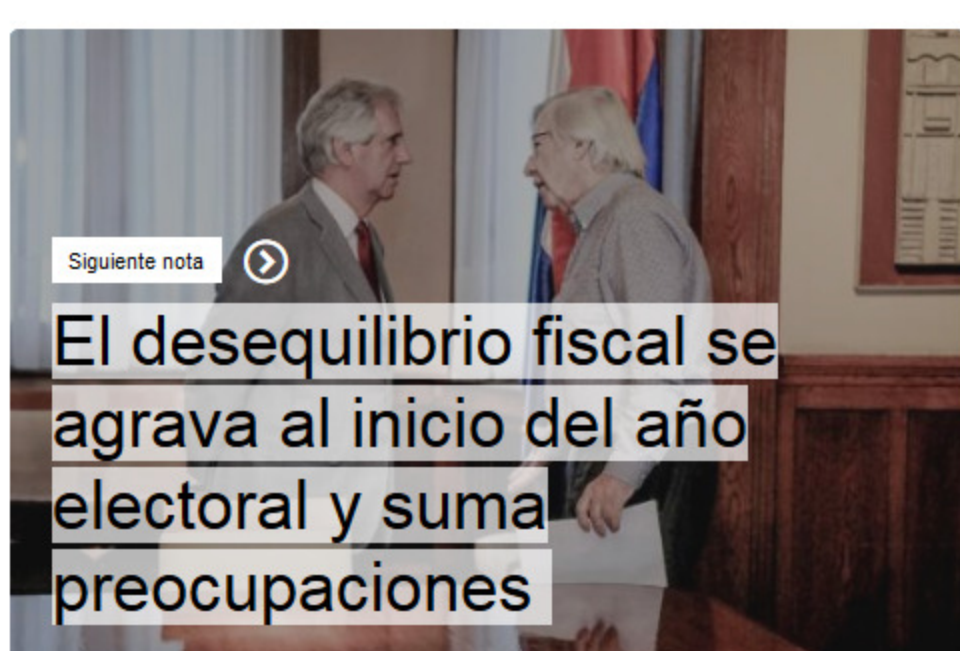 Siguiente nota
El desequilibrio fiscal se
agrava al inicio del año
electoral y suma
preocupaciones